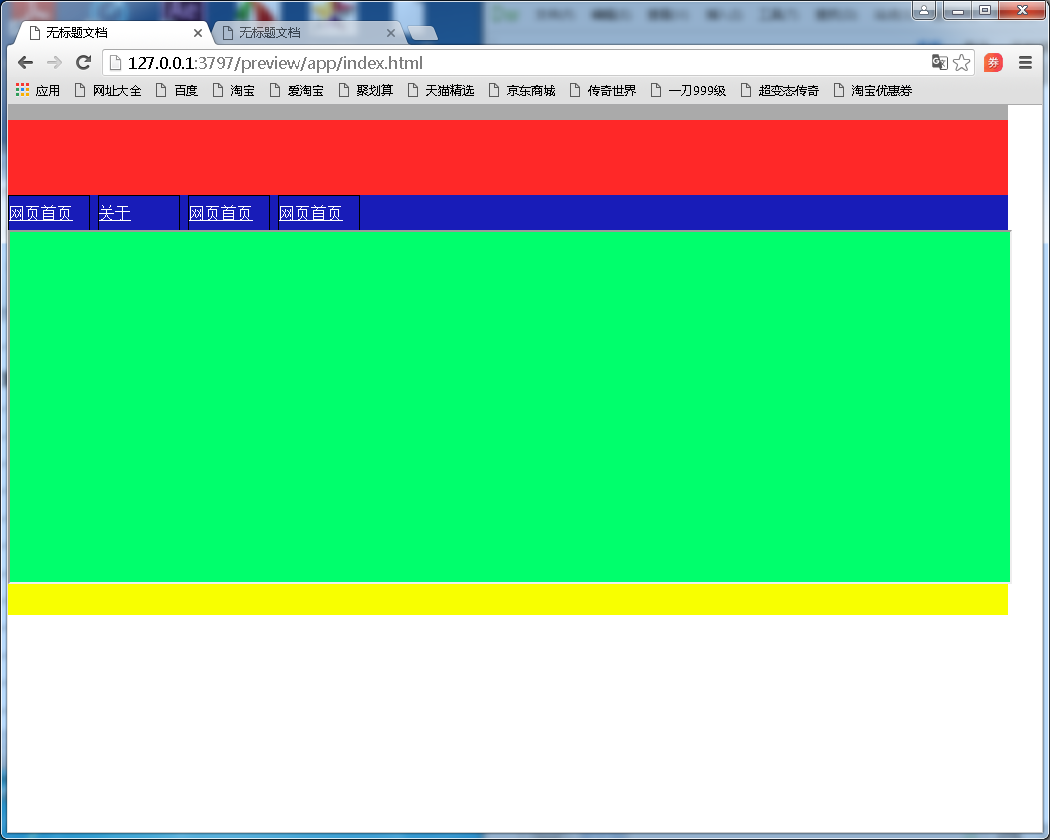 无标题文档 无标题文档
127.0.0.1:3797/preview/app/index.html 券
应用 网址大全 百度 淘宝 爱淘宝 聚划算 天猫精选 京东商城 传奇世界 一刀999级 超变态传奇 淘宝优惠券
网页首页 关于 网页首页 网页首页